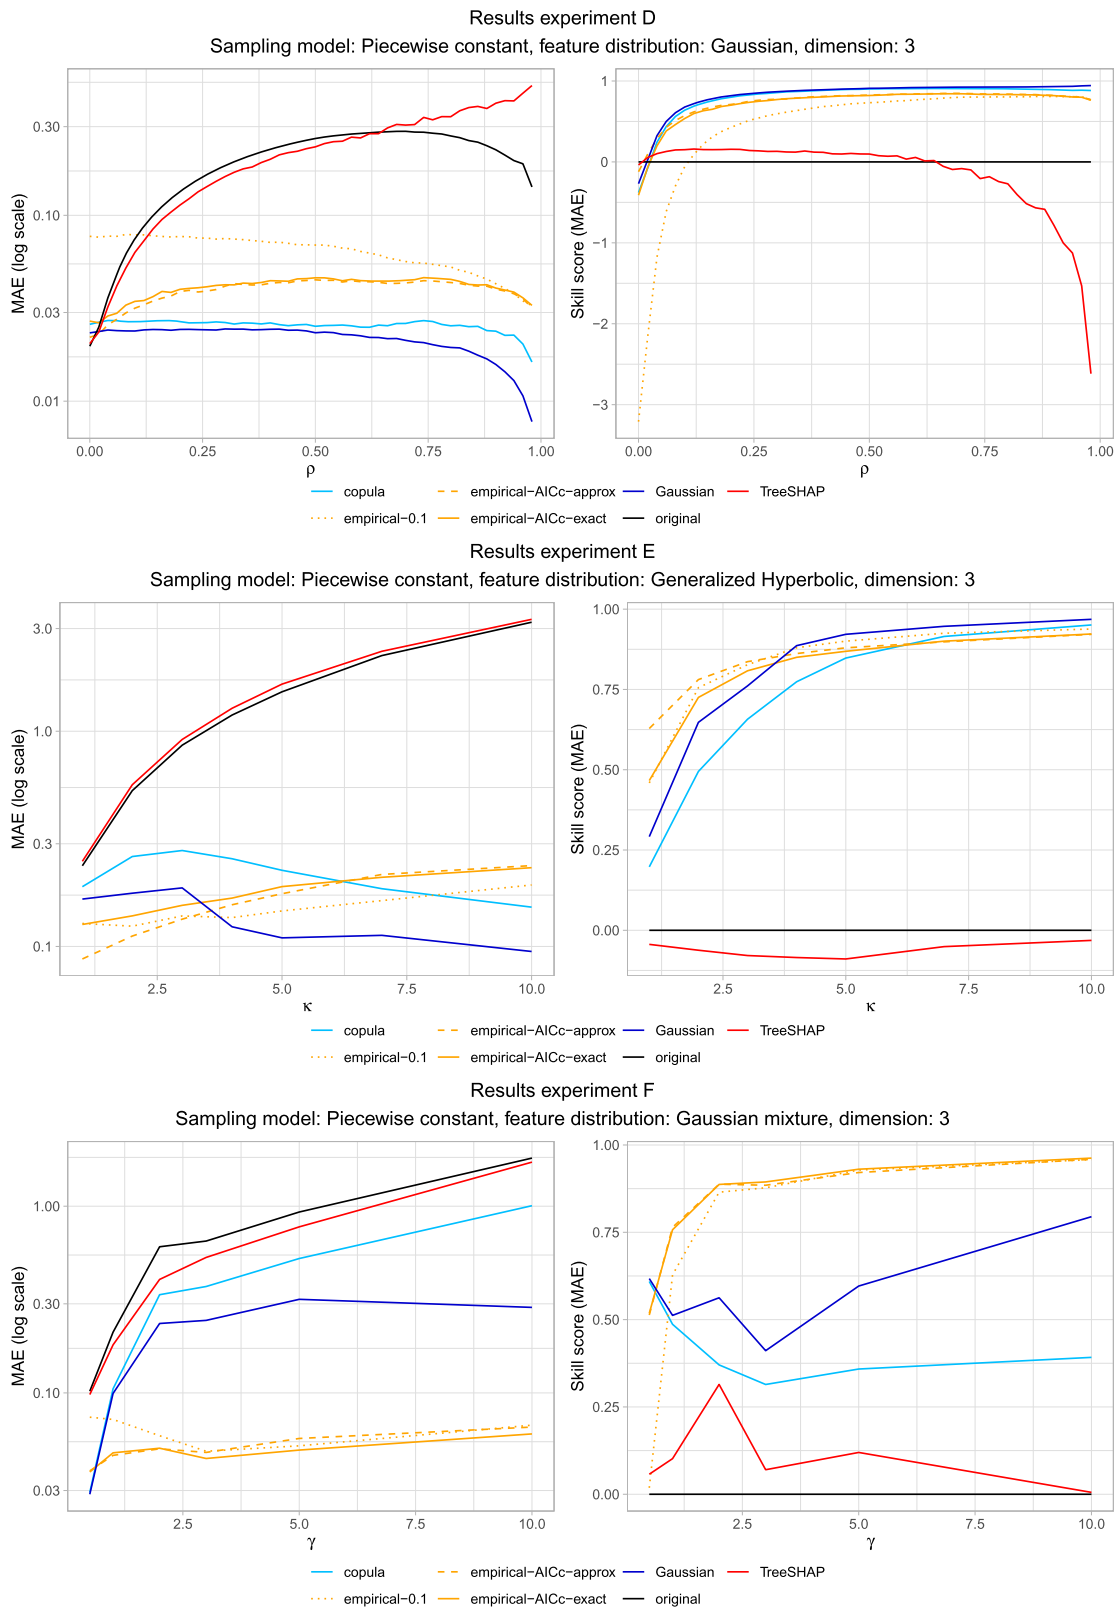 Results experiment D
Sampling model: Piecewise constant, feature distribution: Gaussian, dimension: 3
MAE (log scale)
0.30
0.10
0.03
0.01
0.00 0.25 0.50 0.75 1.00
ρ
Skill score (MAE)
1
0
−1
−2
−3
0.00 0.25 0.50 0.75 1.00
ρ
copula empirical−AICc−approx Gaussian TreeSHAP
empirical−0.1 empirical−AICc−exact original
Results experiment E
Sampling model: Piecewise constant, feature distribution: Generalized Hyperbolic, dimension: 3
MAE (log scale)
3.0
1.0
0.3
0.1
2.5 5.0 7.5 10.0
κ
Skill score (MAE)
1.00
0.75
0.50
0.25
0.00
2.5 5.0 7.5 10.0
κ
copula empirical−AICc−approx Gaussian TreeSHAP
empirical−0.1 empirical−AICc−exact original
Results experiment F
Sampling model: Piecewise constant, feature distribution: Gaussian mixture, dimension: 3
MAE (log scale)
1.00
0.30
0.10
0.03
2.5 5.0 7.5 10.0
γ
Skill score (MAE)
1.00
0.75
0.50
0.25
0.00
2.5 5.0 7.5 10.0
γ
copula empirical−AICc−approx Gaussian TreeSHAP
empirical−0.1 empirical−AICc−exact original